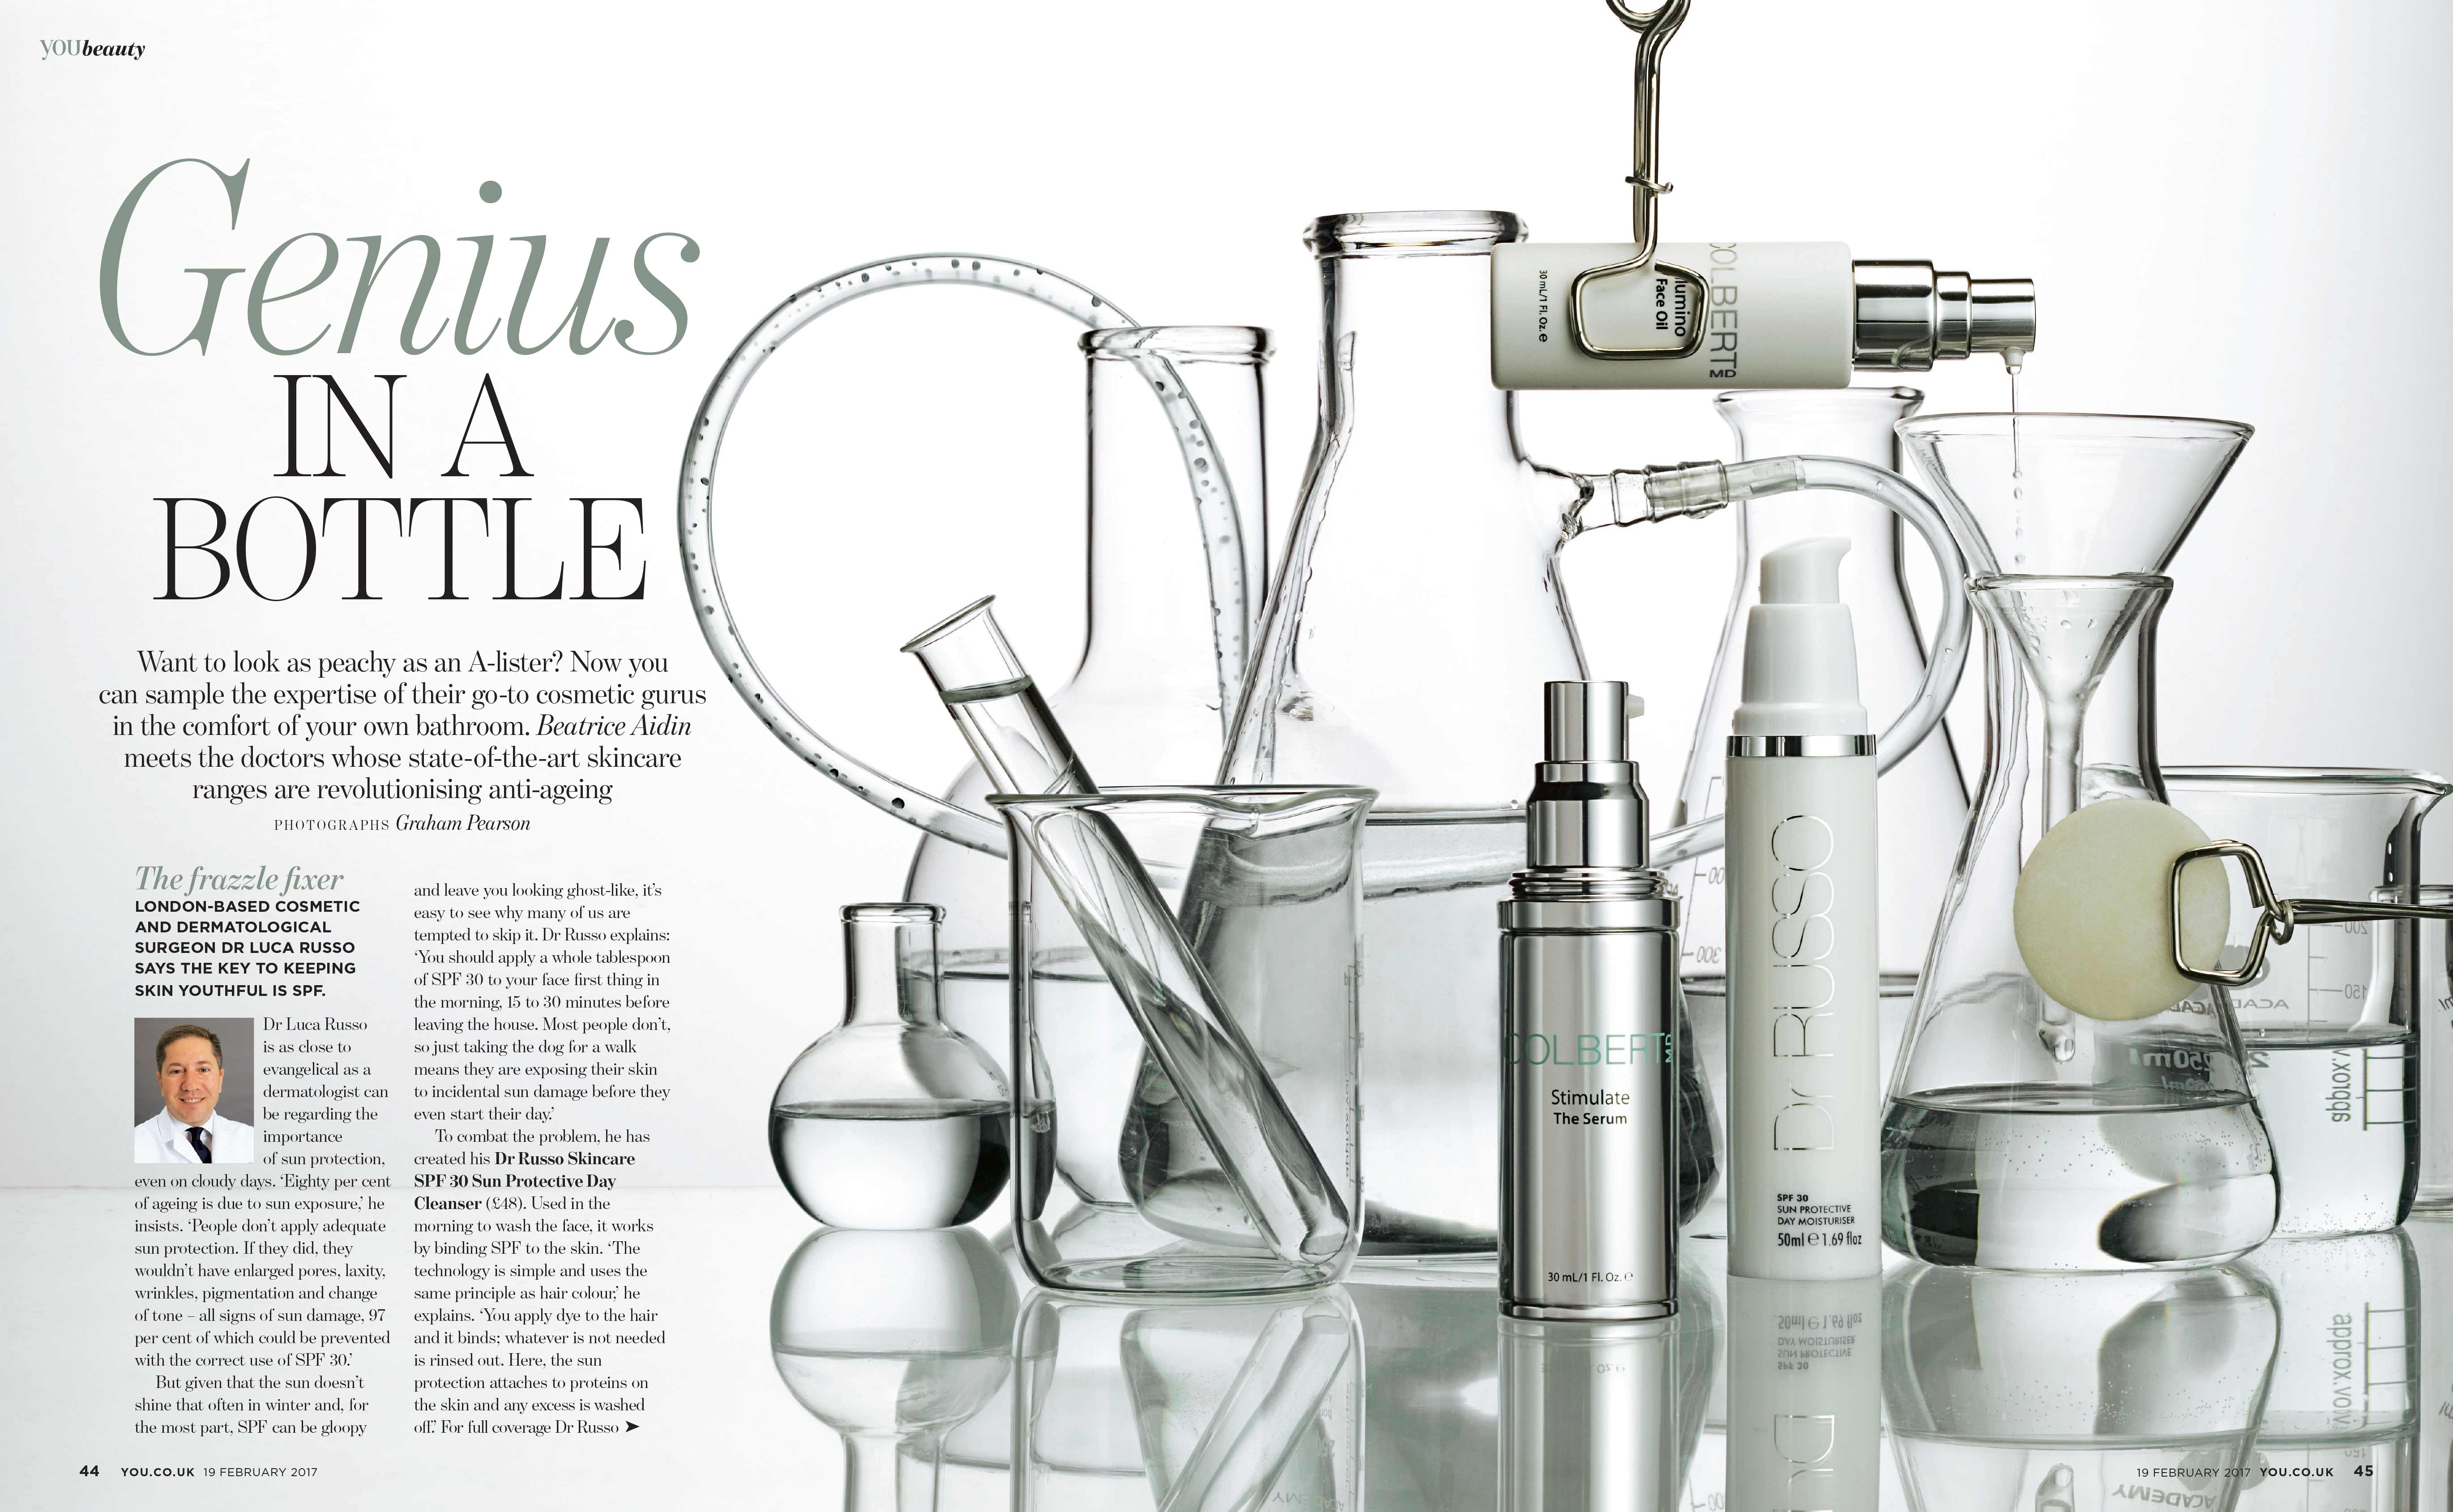 YOUbeauty
Genius
IN A
BOTTLE
Want to look as peachy as an A-lister? Now you
can sample the expertise of their go-to cosmetic gurus
in the comfort of your own bathroom. Beatrice Aidin
meets the doctors whose state-of-the-art skincare
ranges are revolutionising anti-ageing
PHOTOGRAPHS Graham Pearson
The frazzle fixer
LONDON-BASED COSMETIC
AND DERMATOLOGICAL
SURGEON DR LUCA RUSSO
SAYS THE KEY TO KEEPING
SKIN YOUTHFUL IS SPF.
Dr Luca Russo
is as close to
evangelical as a
dermatologist can
be regarding the
importance
of sun protection,
even on cloudy days. ‘Eighty per cent
of ageing is due to sun exposure,’ he
insists. ‘People don’t apply adequate
sun protection. If they did, they
wouldn’t have enlarged pores, laxity,
wrinkles, pigmentation and change
of tone – all signs of sun damage, 97
per cent of which could be prevented
with the correct use of SPF 30.’
But given that the sun doesn’t
shine that often in winter and, for
the most part, SPF can be gloopy
and leave you looking ghost-like, it’s
easy to see why many of us are
tempted to skip it. Dr Russo explains:
‘You should apply a whole tablespoon
of SPF 30 to your face first thing in
the morning, 15 to 30 minutes before
leaving the house. Most people don’t,
so just taking the dog for a walk
means they are exposing their skin
to incidental sun damage before they
even start their day.’
To combat the problem, he has
created his Dr Russo Skincare
SPF 30 Sun Protective Day
Cleanser (£48). Used in the
morning to wash the face, it works
by binding SPF to the skin. ‘The
technology is simple and uses the
same principle as hair colour,’ he
explains. ‘You apply dye to the hair
and it binds; whatever is not needed
is rinsed out. Here, the sun
protection attaches to proteins on
the skin and any excess is washed
off.’ For full coverage Dr Russo ➤
44 YOU.CO.UK 19 FEBRUARY 2017
COLBERT MD
Illumino
Face Oil
30 mL/1 Fl. Oz. e
COLBERT MD
Stimulate
The Serum
30 mL/1 Fl. Oz. e
Dr RUSSO
SPF 30
SUN PROTECTIVE
DAY MOISTURISER
50ml e 1.69 floz
300
200
150
ACADEMY
250ml
approx.vol
19 FEBRUARY 2017 YOU.CO.UK 45